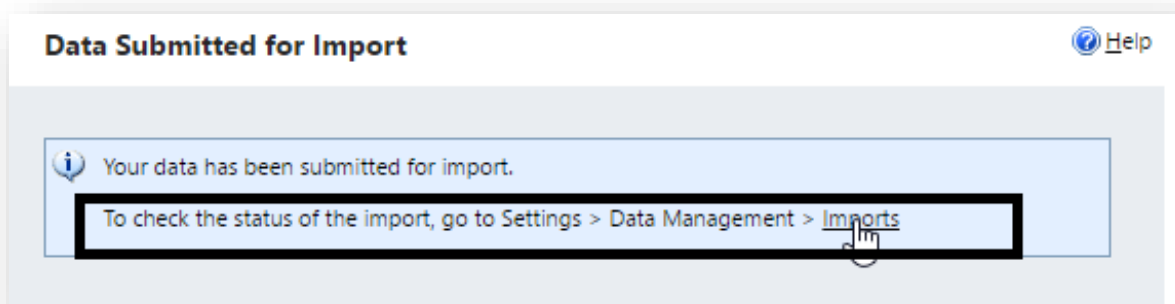 Data Submitted for Import
Help
Your data has been submitted for import.
To check the status of the import, go to Settings > Data Management > Imports